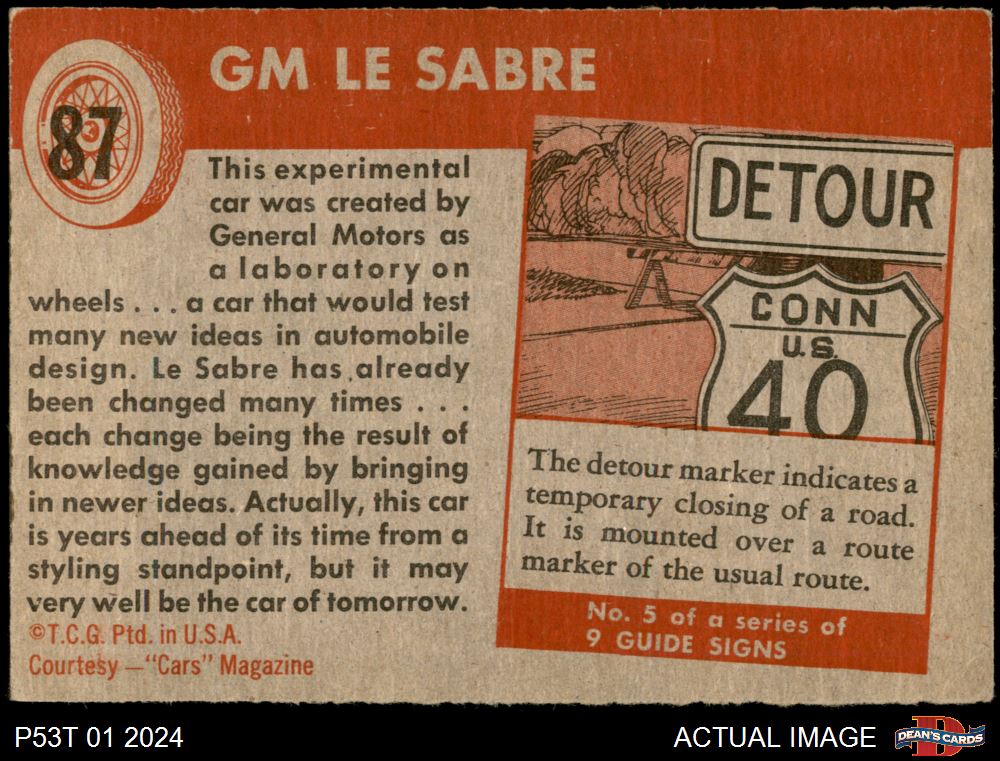 GM LE SABRE
87
This experimental
car was created by
General Motors as
a laboratory on
wheels . . . a car that would test
many new ideas in automobile
design. Le Sabre has already
been changed many times . . .
each change being the result of
knowledge gained by bringing
in newer ideas. Actually, this car
is years ahead of its time from a
styling standpoint, but it may
very well be the car of tomorrow.
©T.C.G. Ptd. in U.S.A.
Courtesy —"Cars" Magazine
DETOUR
CONN
U.S.
40
The detour marker indicates a
temporary closing of a road.
It is mounted over a route
marker of the usual route.
No. 5 of a series of
9 GUIDE SIGNS
P53T 01 2024
ACTUAL IMAGE
D
DEAN'S CARDS